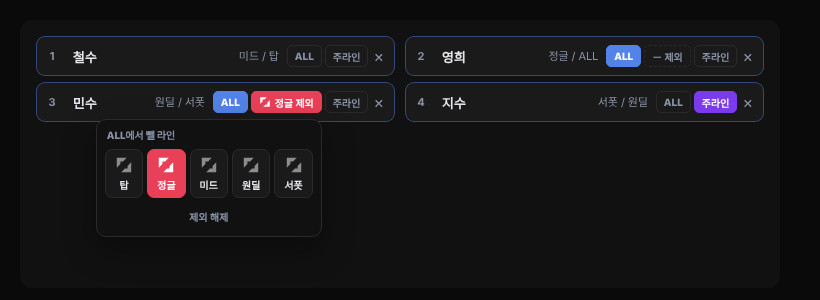 1 철수 미드 / 탑 ALL 주라인 ×
2 영희 정글 / ALL ALL — 제외 주라인 ×
3 민수 원딜 / 서폿 ALL 정글 제외 주라인 ×
4 지수 서폿 / 원딜 ALL 주라인 ×
ALL에서 뺄 라인
탑 정글 미드 원딜 서폿
제외 해제